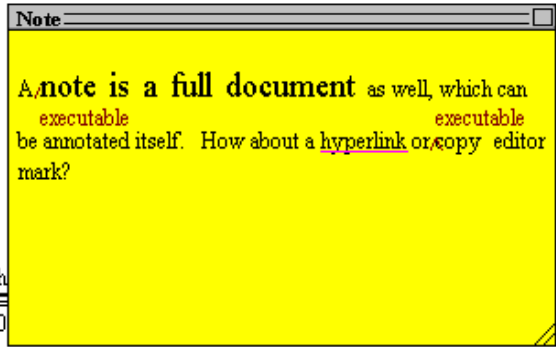 Note
A note is a full document as well, which can
executable executable
be annotated itself. How about a hyperlink or copy editor
mark?